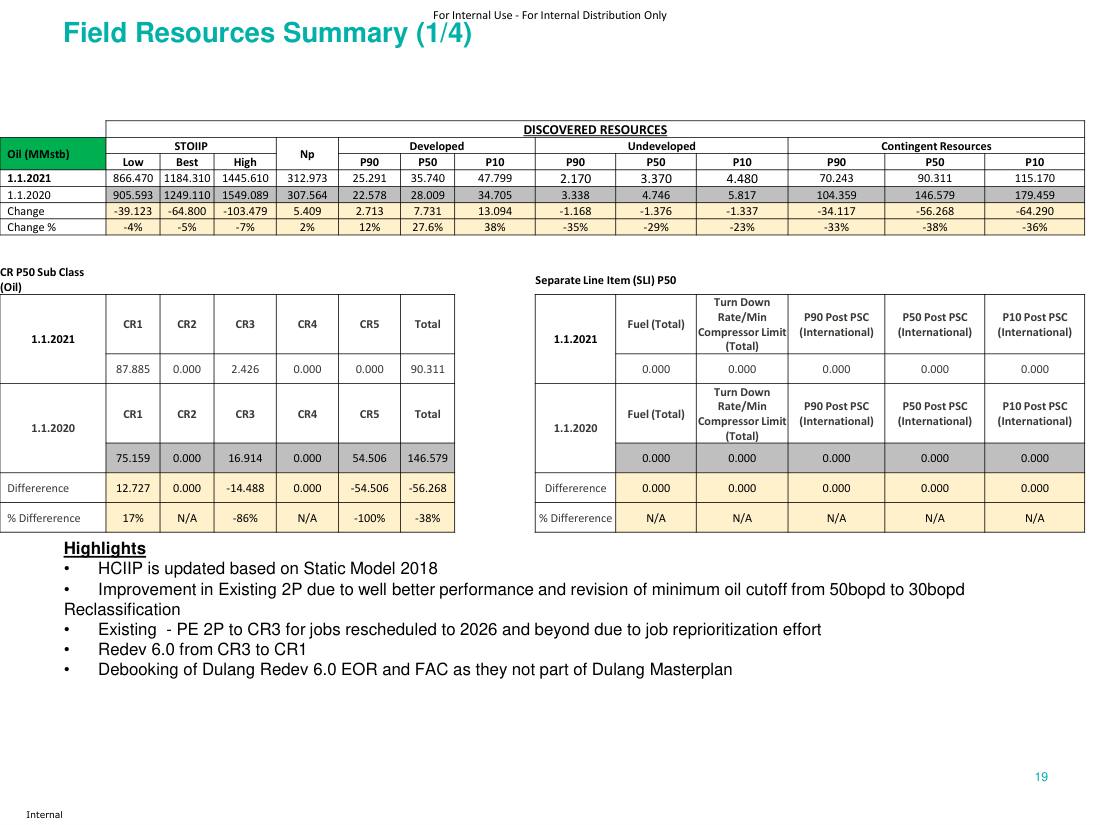 For Internal Use - For Internal Distribution Only
Field Resources Summary (1/4)
DISCOVERED RESOURCES
Oil (MMstb) STOIIP Np Developed Undeveloped Contingent Resources
Low Best High P90 P50 P10 P90 P50 P10 P90 P50 P10
1.1.2021 866.470 1184.310 1445.610 312.973 25.291 35.740 47.799 2.170 3.370 4.480 70.243 90.311 115.170
1.1.2020 905.593 1249.110 1549.089 307.564 22.578 28.009 34.705 3.338 4.746 5.817 104.359 146.579 179.459
Change -39.123 -64.800 -103.479 5.409 2.713 7.731 13.094 -1.168 -1.376 -1.337 -34.117 -56.268 -64.290
Change % -4% -5% -7% 2% 12% 27.6% 38% -35% -29% -23% -33% -38% -36%
CR P50 Sub Class
(Oil)
1.1.2021 CR1 CR2 CR3 CR4 CR5 Total
87.885 0.000 2.426 0.000 0.000 90.311
1.1.2020 CR1 CR2 CR3 CR4 CR5 Total
75.159 0.000 16.914 0.000 54.506 146.579
Differerence 12.727 0.000 -14.488 0.000 -54.506 -56.268
% Differerence 17% N/A -86% N/A -100% -38%
Separate Line Item (SLI) P50
1.1.2021 Fuel (Total) Turn Down Rate/Min Compressor Limit (Total) P90 Post PSC (International) P50 Post PSC (International) P10 Post PSC (International)
0.000 0.000 0.000 0.000 0.000
1.1.2020 Fuel (Total) Turn Down Rate/Min Compressor Limit (Total) P90 Post PSC (International) P50 Post PSC (International) P10 Post PSC (International)
0.000 0.000 0.000 0.000 0.000
Differerence 0.000 0.000 0.000 0.000 0.000
% Differerence N/A N/A N/A N/A N/A
Highlights
• HCIIP is updated based on Static Model 2018
• Improvement in Existing 2P due to well better performance and revision of minimum oil cutoff from 50bopd to 30bopd
Reclassification
• Existing - PE 2P to CR3 for jobs rescheduled to 2026 and beyond due to job reprioritization effort
• Redev 6.0 from CR3 to CR1
• Debooking of Dulang Redev 6.0 EOR and FAC as they not part of Dulang Masterplan
19
Internal